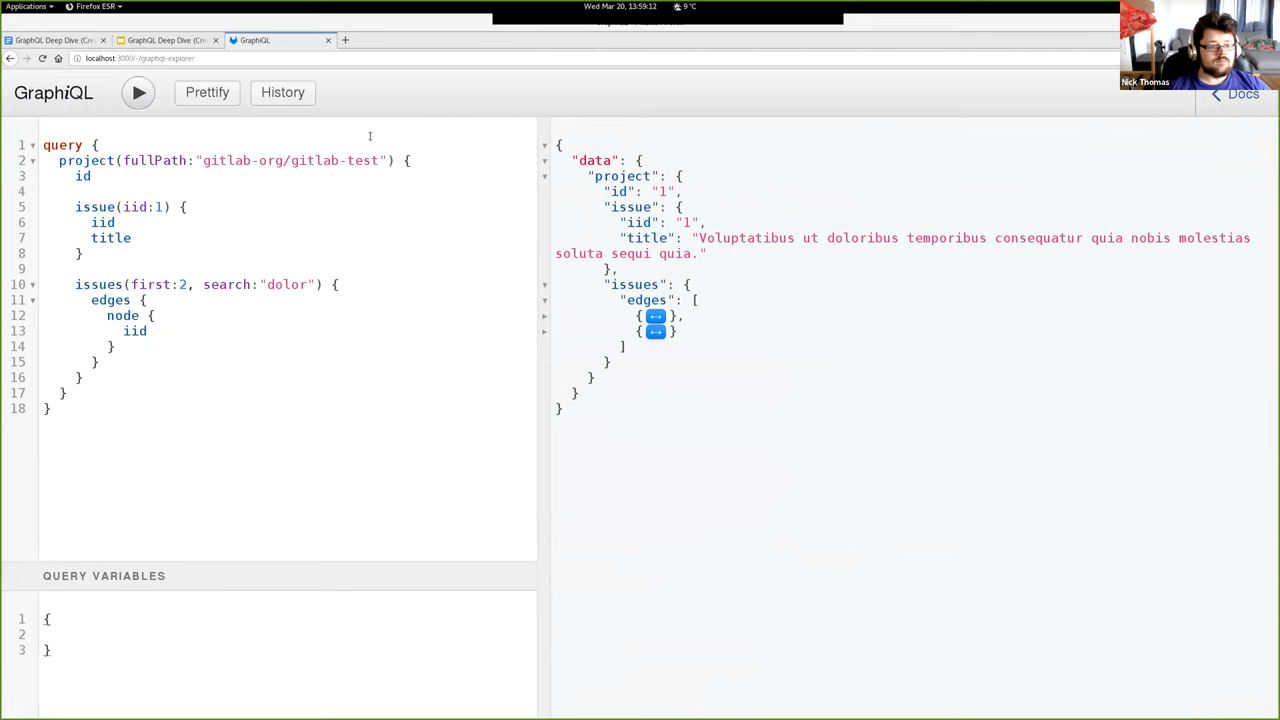 Applications
Firefox ESR
Wed Mar 20, 13:59:12
9 °C
GraphQL Deep Dive (Cre
GraphQL Deep Dive (Cre
GraphiQL
localhost:3000/-/graphql-explorer
Nick Thomas
GraphiQL
Prettify
History
Docs
1 query {
2 project(fullPath:"gitlab-org/gitlab-test") {
3 id
4
5 issue(iid:1) {
6 iid
7 title
8 }
9
10 issues(first:2, search:"dolor") {
11 edges {
12 node {
13 iid
14 }
15 }
16 }
17 }
18 }
{
"data": {
"project": {
"id": "1",
"issue": {
"iid": "1",
"title": "Voluptatibus ut doloribus temporibus consequatur quia nobis molestias
soluta sequi quia."
},
"issues": {
"edges": [
{↔},
{↔}
]
}
}
}
}
QUERY VARIABLES
1 {
2
3 }